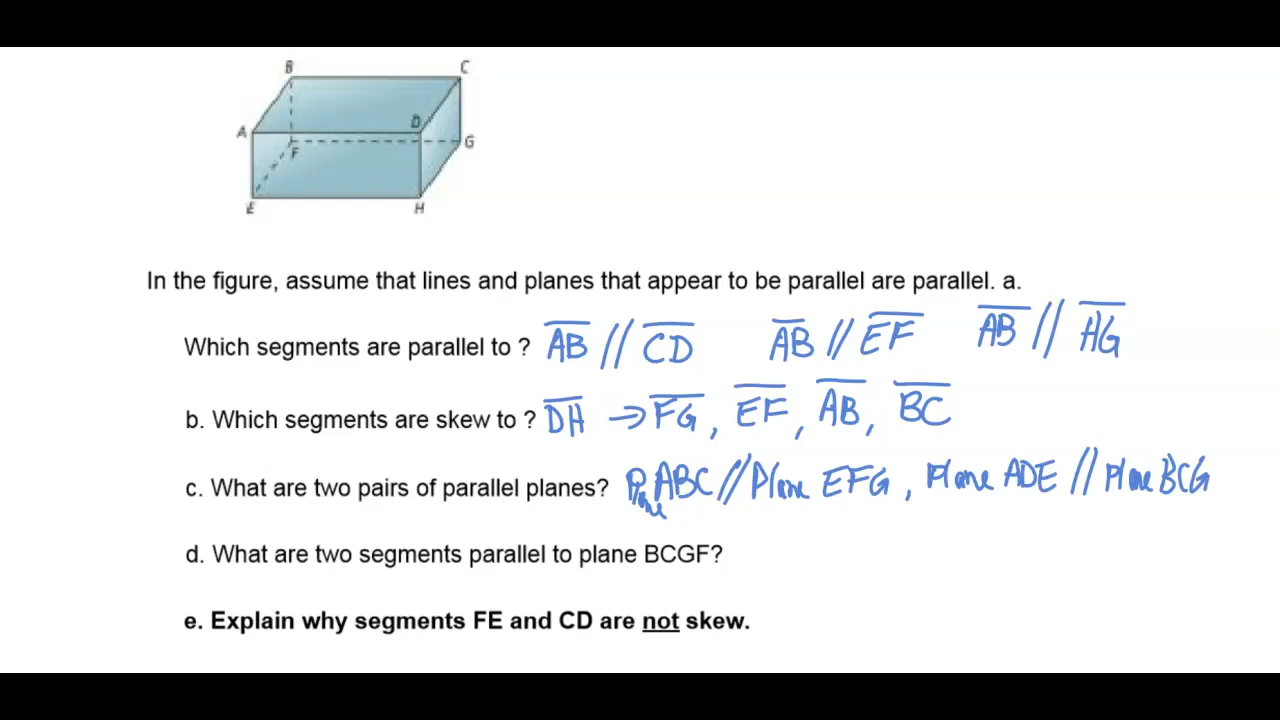 B C
A D
F G
E H
In the figure, assume that lines and planes that appear to be parallel are parallel. a.
Which segments are parallel to ? AB // CD AB // EF AB // HG
b. Which segments are skew to ? DH → FG, EF, AB, BC
c. What are two pairs of parallel planes? Plane ABC // Plane EFG, Plane ADE // Plane BCG
d. What are two segments parallel to plane BCGF?
e. Explain why segments FE and CD are not skew.